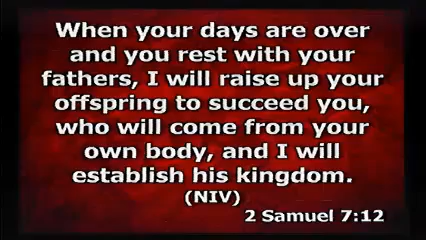 When your days are over
and you rest with your
fathers, I will raise up your
offspring to succeed you,
who will come from your
own body, and I will
establish his kingdom.
(NIV)
2 Samuel 7:12